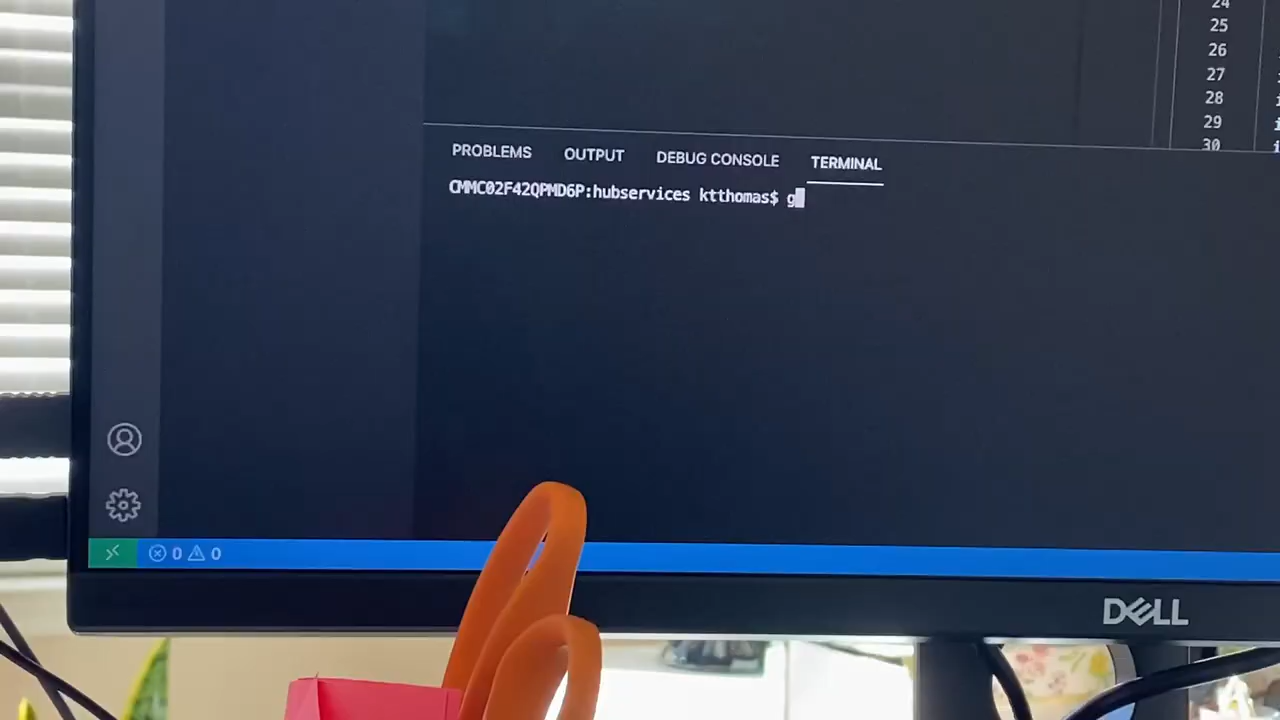 24
25
26
27
28
29
30
PROBLEMS OUTPUT DEBUG CONSOLE TERMINAL
CMMC02F42QPMD6P:hubservices ktthomas$ g
0 0
DELL